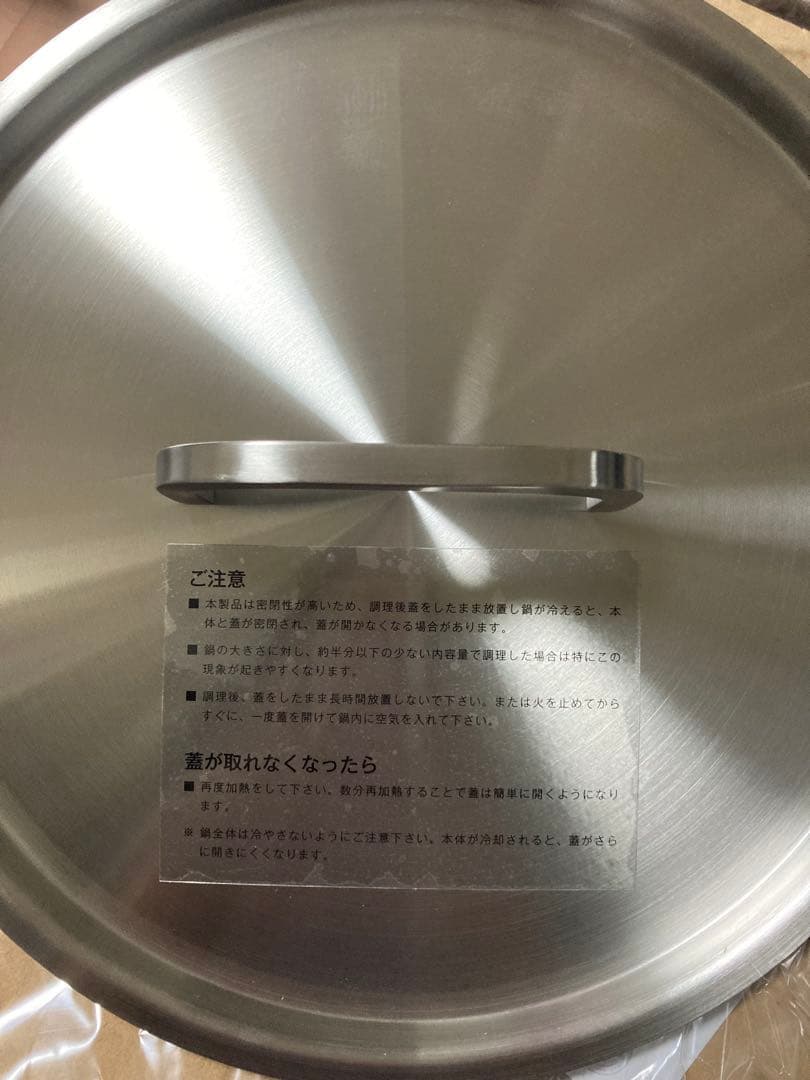 ご注意
■ 本製品は密閉性が高いため、調理後蓋をしたまま放置し鍋が冷えると、本
体と蓋が密閉され、蓋が開かなくなる場合があります。
■ 鍋の大きさに対し、約半分以下の少ない内容量で調理した場合は特にこの
現象が起きやすくなります。
■ 調理後、蓋をしたまま長時間放置しないで下さい。または火を止めてから
すぐに、一度蓋を開けて鍋内に空気を入れて下さい。
蓋が取れなくなったら
■ 再度加熱をして下さい。数分再加熱することで蓋は簡単に開くようになり
ます。
※ 鍋全体は冷やさないようにご注意下さい。本体が冷却されると、蓋がさら
に開きにくくなります。